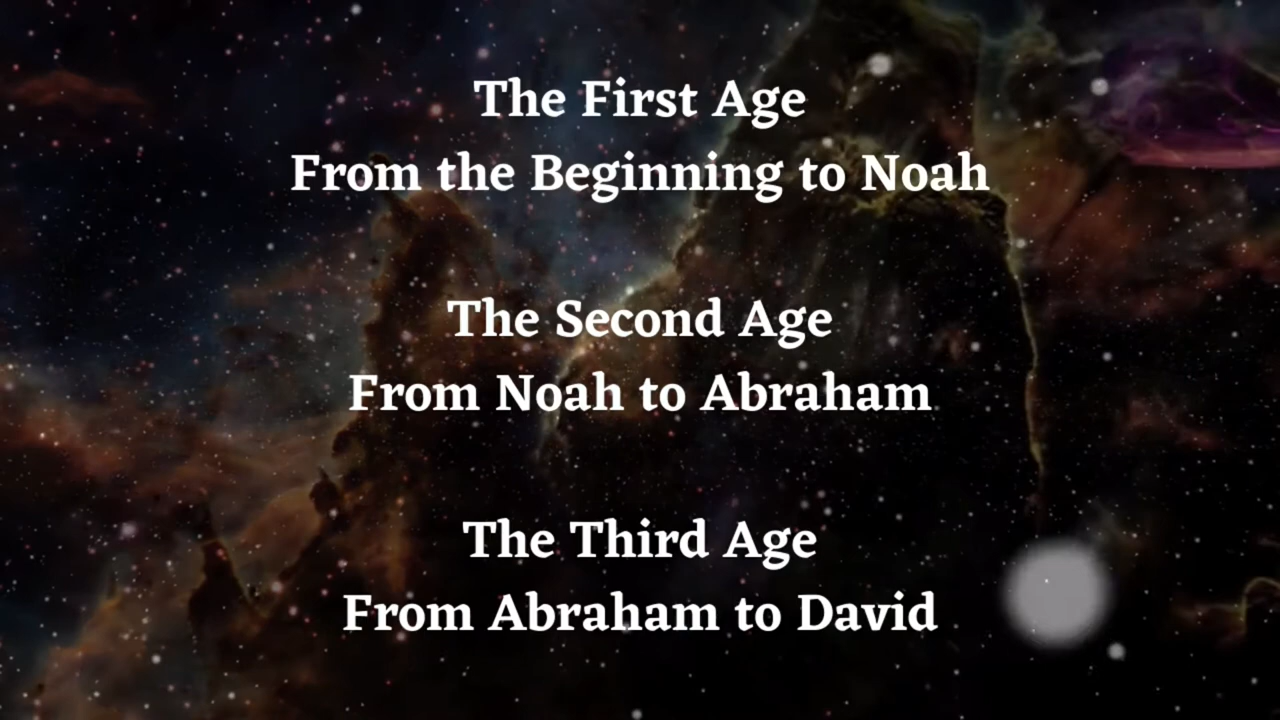 The First Age
From the Beginning to Noah
The Second Age
From Noah to Abraham
The Third Age
From Abraham to David